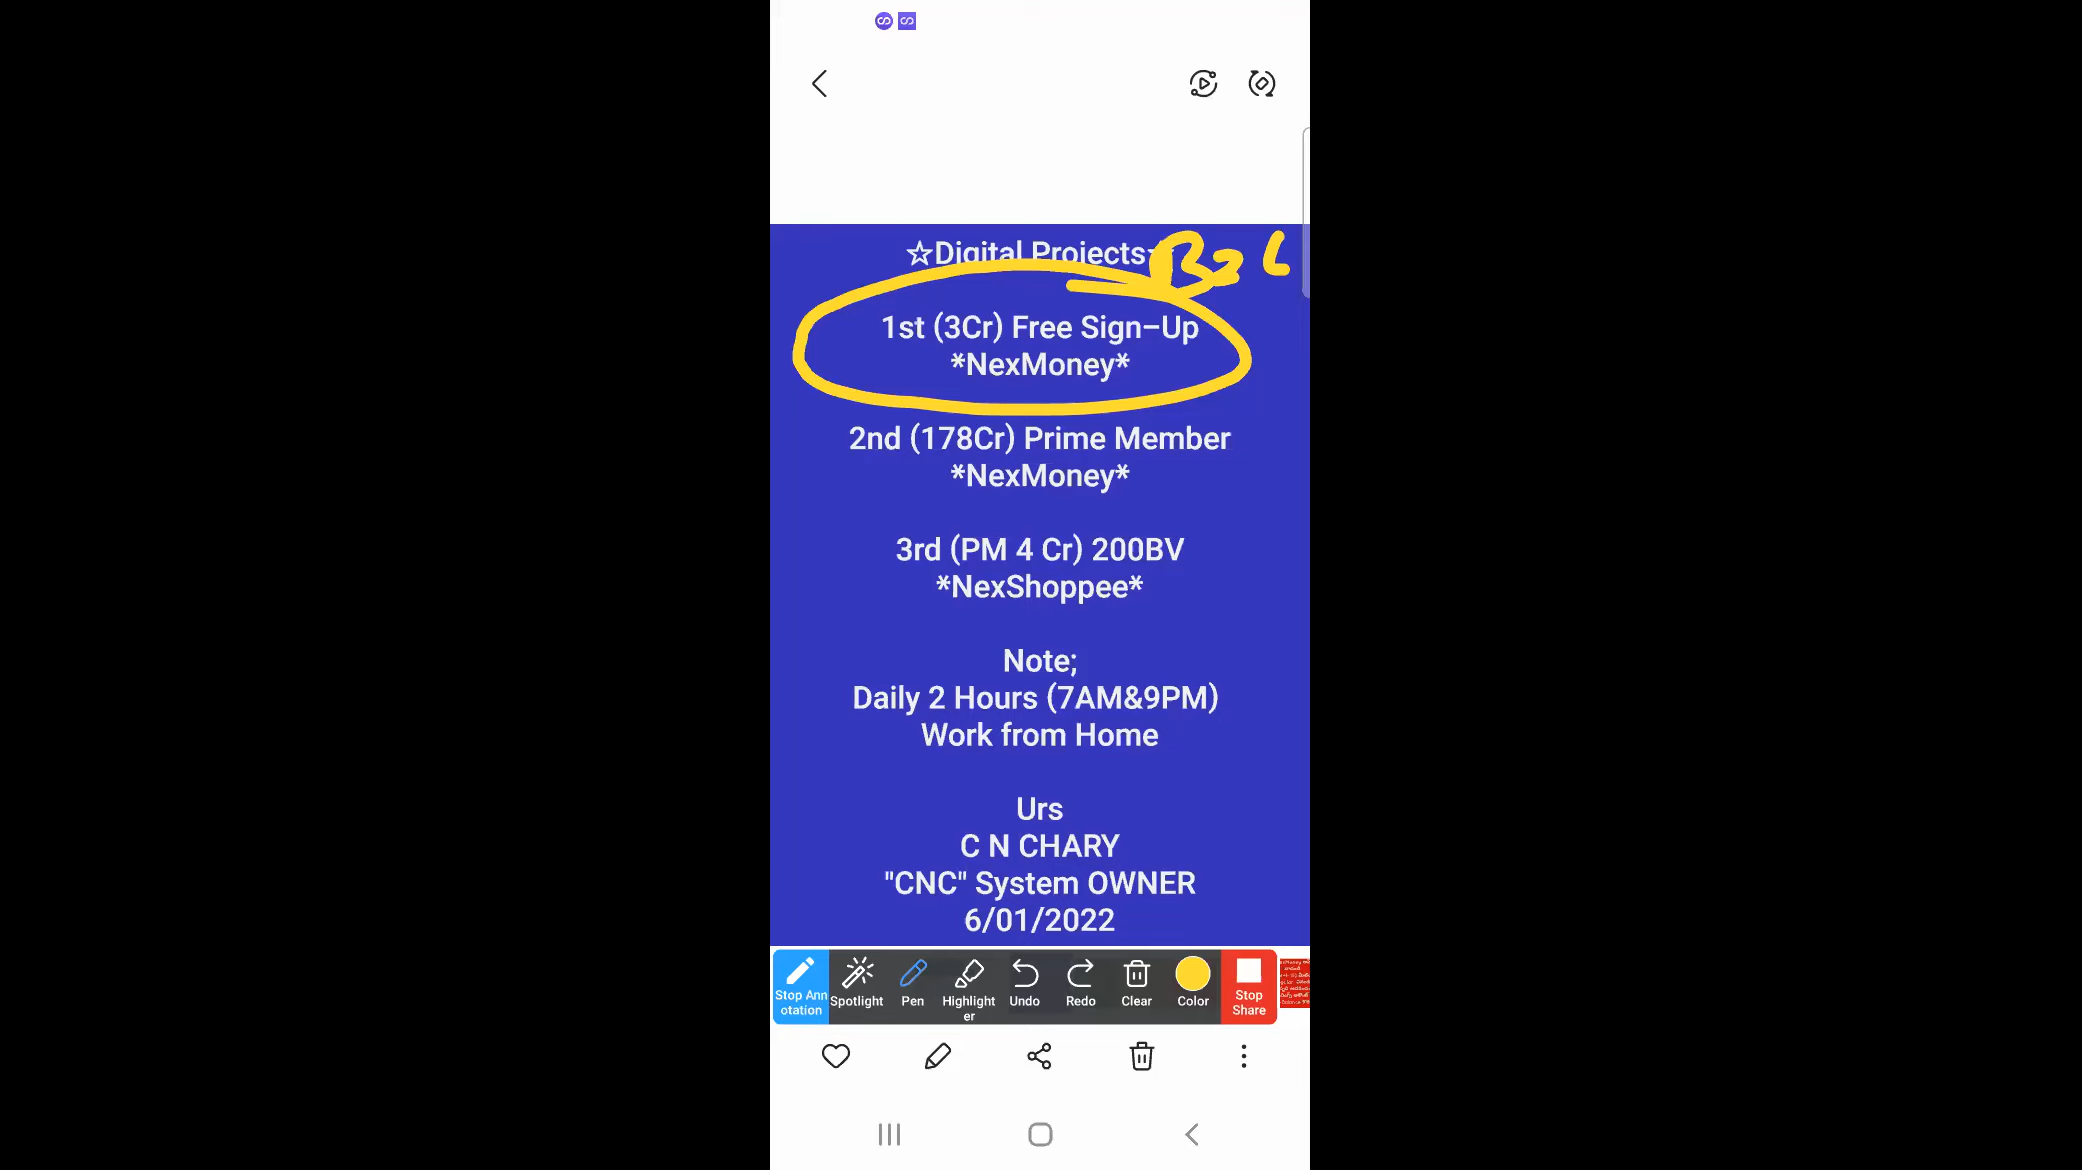 ☆Digital Projects
B2
1st (3Cr) Free Sign-Up
*NexMoney*
2nd (178Cr) Prime Member
*NexMoney*
3rd (PM 4 Cr) 200BV
*NexShoppee*
Note;
Daily 2 Hours (7AM&9PM)
Work from Home
Urs
C N CHARY
"CNC" System OWNER
6/01/2022
Stop Annotation
Spotlight
Pen
Highlighter
Undo
Redo
Clear
Color
Stop Share